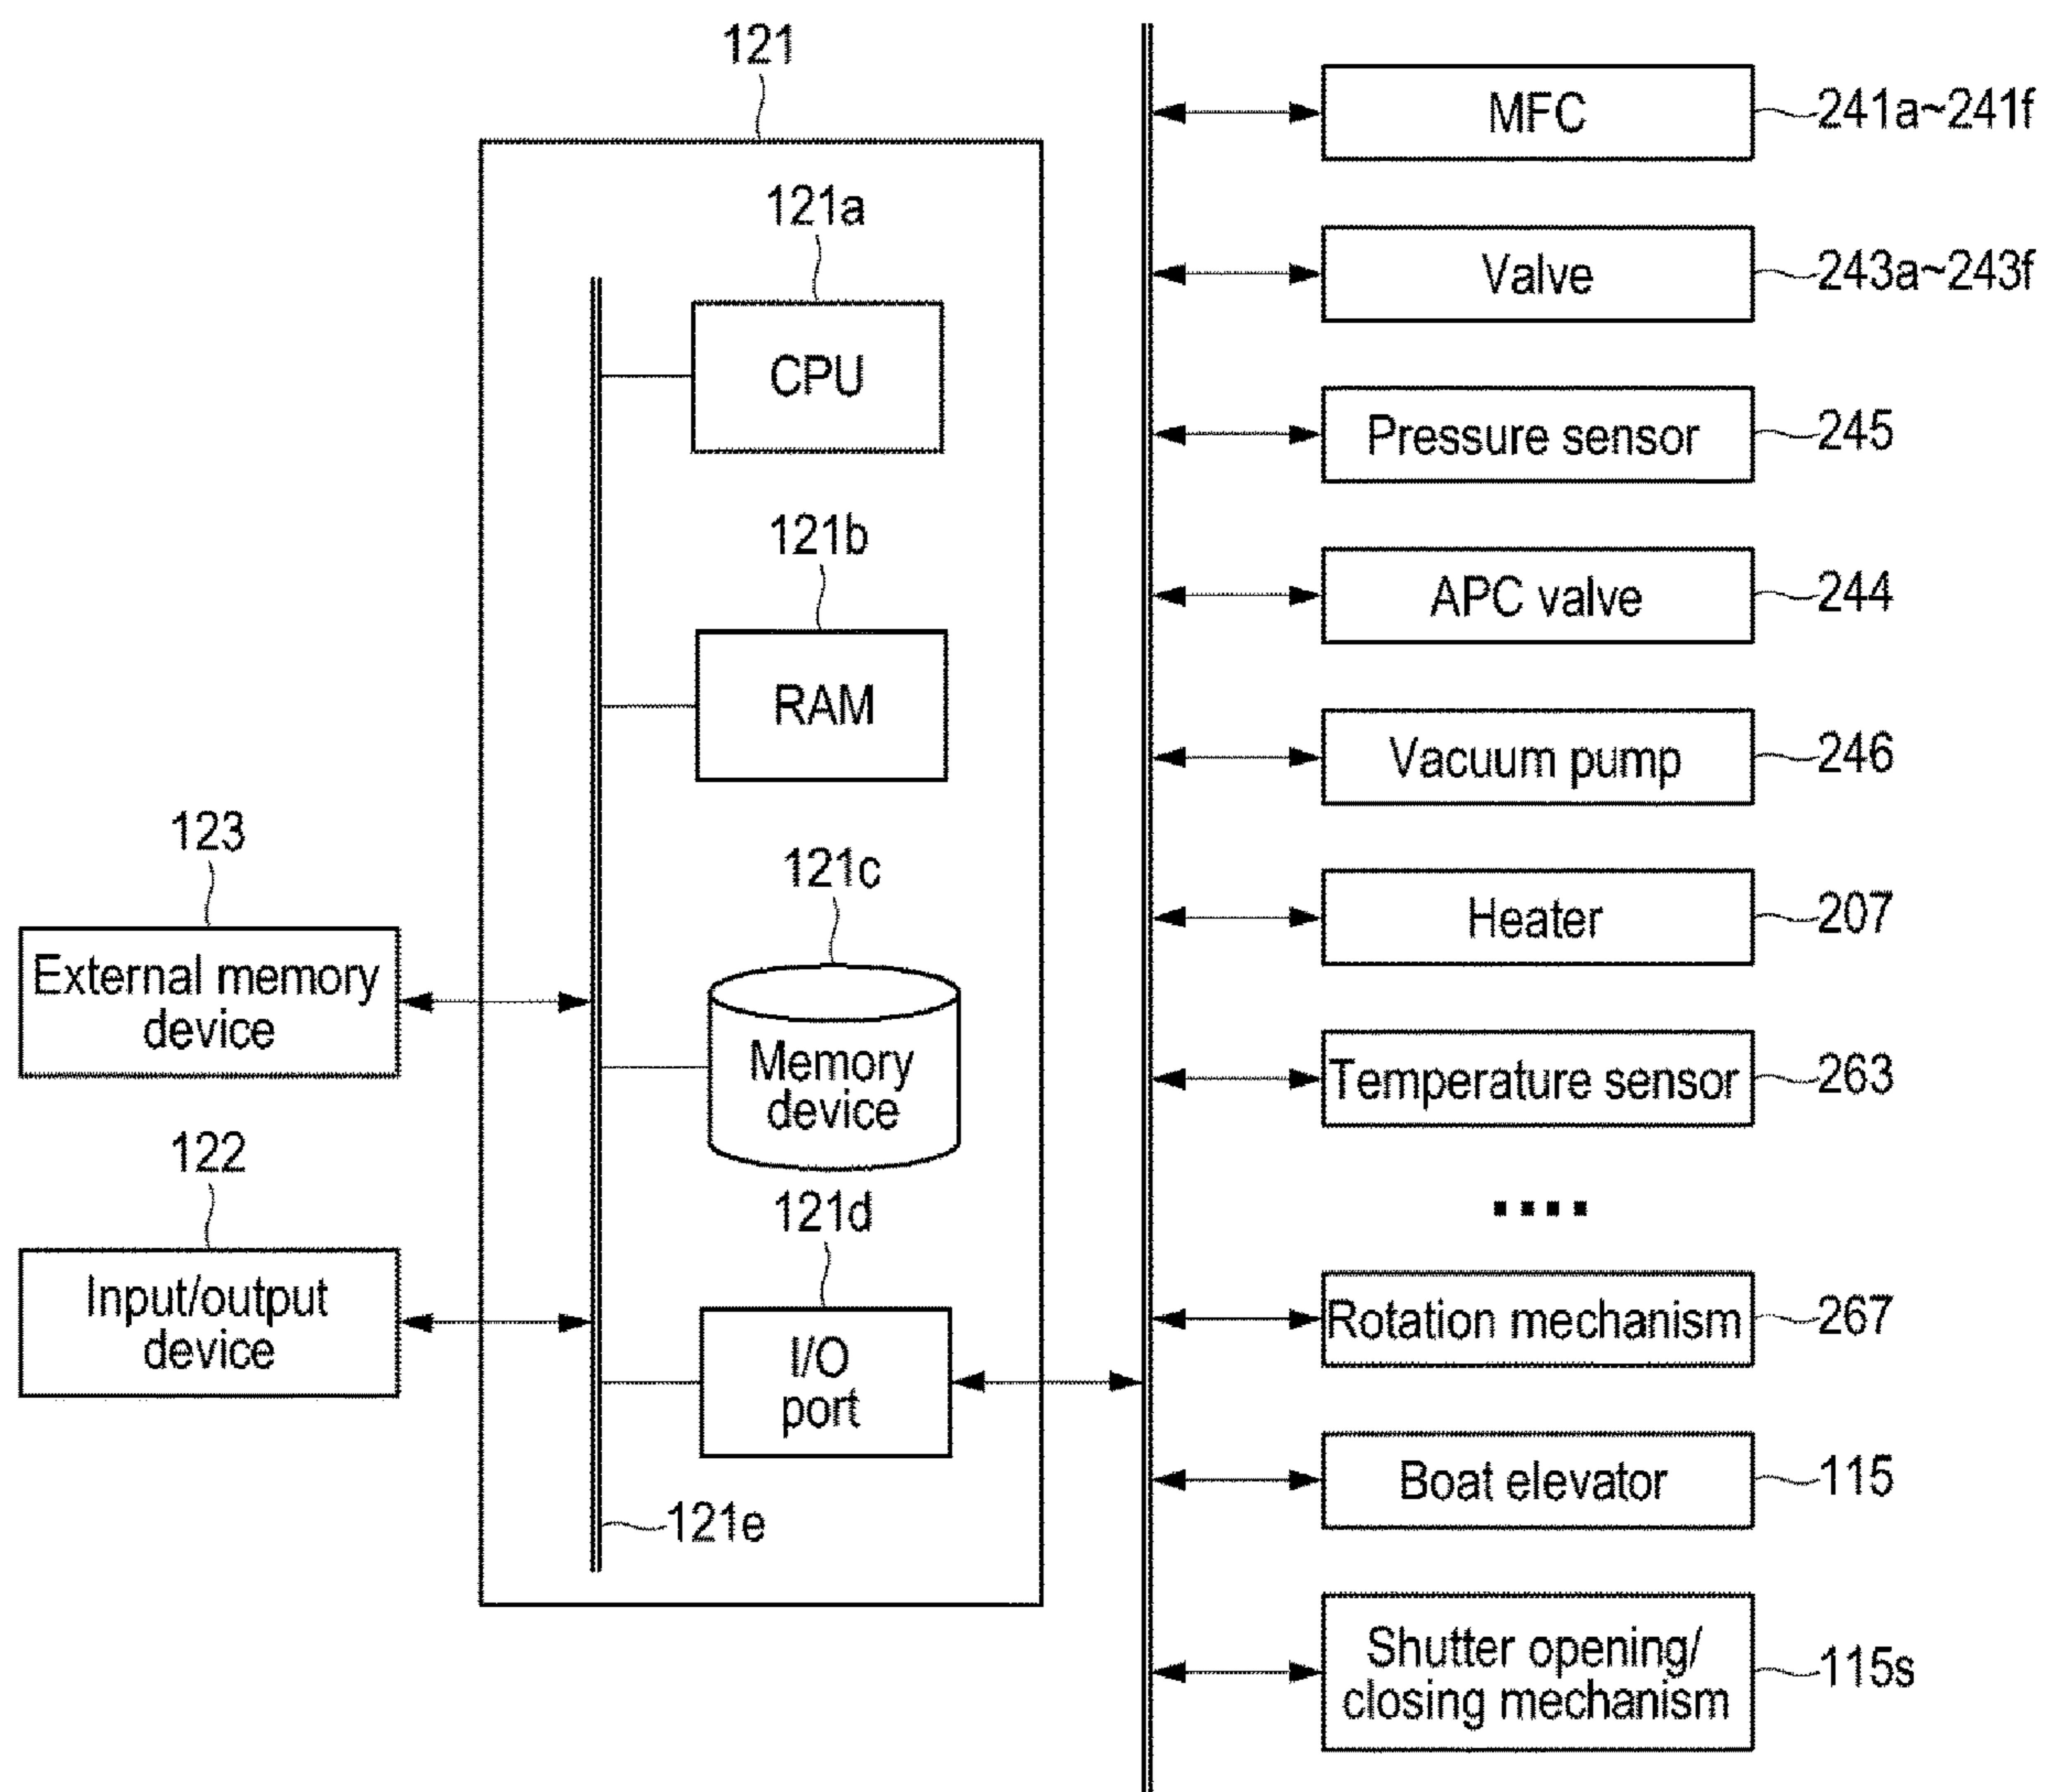 121
121a
CPU
121b
RAM
121c
Memory
device
121d
I/O
port
121e
123
External memory
device
122
Input/output
device
MFC
241a~241f
Valve
243a~243f
Pressure sensor
245
APC valve
244
Vacuum pump
246
Heater
207
Temperature sensor
263
....
Rotation mechanism
267
Boat elevator
115
Shutter opening/
closing mechanism
115s